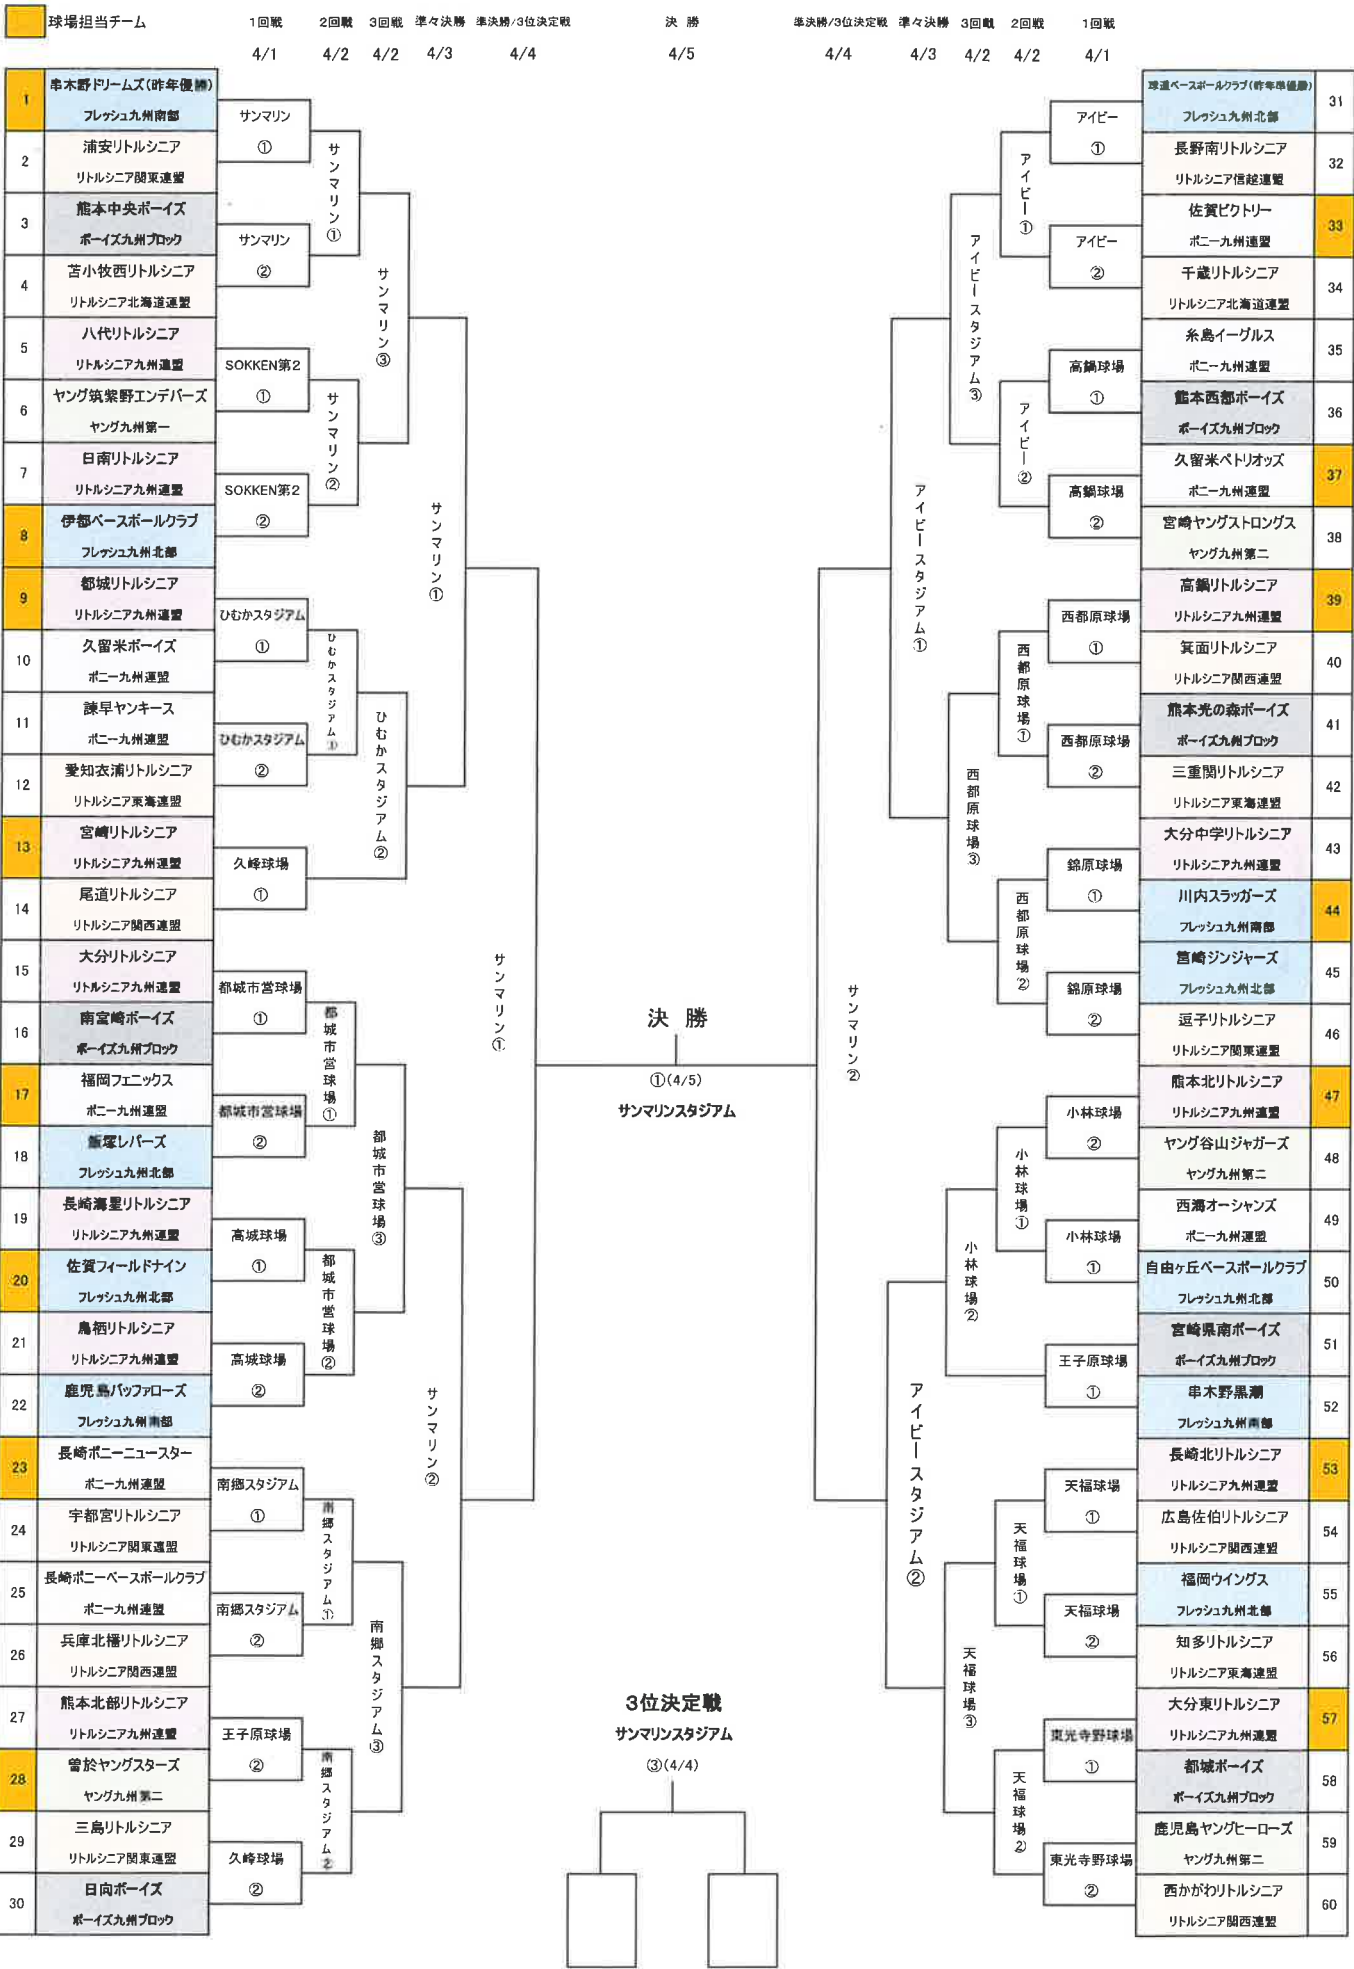 球場担当チーム
1回戦 2回戦 3回戦 準々決勝 準決勝/3位決定戦 決勝 準決勝/3位決定戦 準々決勝 3回戦 2回戦 1回戦
4/1 4/2 4/2 4/3 4/4 4/5 4/4 4/3 4/2 4/2 4/1
1 串木野ドリームズ(昨年優勝)
フレッシュ九州南部
2 浦安リトルシニア
リトルシニア関東連盟
3 熊本中央ボーイズ
ボーイズ九州ブロック
4 苫小牧西リトルシニア
リトルシニア北海道連盟
5 八代リトルシニア
リトルシニア九州連盟
6 ヤング筑紫野エンデバーズ
ヤング九州第一
7 日南リトルシニア
リトルシニア九州連盟
8 伊都ベースボールクラブ
フレッシュ九州北部
9 都城リトルシニア
リトルシニア九州連盟
10 久留米ボーイズ
ポニー九州連盟
11 諫早ヤンキース
ポニー九州連盟
12 愛知衣浦リトルシニア
リトルシニア東海連盟
13 宮崎リトルシニア
リトルシニア九州連盟
14 尾道リトルシニア
リトルシニア関西連盟
15 大分リトルシニア
リトルシニア九州連盟
16 南宮崎ボーイズ
ボーイズ九州ブロック
17 福岡フェニックス
ポニー九州連盟
18 飯塚レパーズ
フレッシュ九州北部
19 長崎海星リトルシニア
リトルシニア九州連盟
20 佐賀フィールドナイン
フレッシュ九州北部
21 鳥栖リトルシニア
リトルシニア九州連盟
22 鹿児島バッファローズ
フレッシュ九州南部
23 長崎ポニーニュースター
ポニー九州連盟
24 宇都宮リトルシニア
リトルシニア関東連盟
25 長崎ポニーベースボールクラブ
ポニー九州連盟
26 兵庫北播リトルシニア
リトルシニア関西連盟
27 熊本北部リトルシニア
リトルシニア九州連盟
28 曽於ヤングスターズ
ヤング九州第二
29 三島リトルシニア
リトルシニア関東連盟
30 日向ボーイズ
ボーイズ九州ブロック
サンマリン
①
サンマリン
②
SOKKEN第2
①
SOKKEN第2
②
ひむかスタジアム
①
ひむかスタジアム
②
久峰球場
①
都城市営球場
①
都城市営球場
②
高城球場
①
高城球場
②
南郷スタジアム
①
南郷スタジアム
②
王子原球場
②
久峰球場
②
サンマリン①
サンマリン②
ひむかスタジアム①
都城市営球場①
都城市営球場②
南郷スタジアム①
南郷スタジアム②
サンマリン③
ひむかスタジアム②
都城市営球場③
南郷スタジアム③
サンマリン①
サンマリン②
サンマリン①
決勝
①(4/5)
サンマリンスタジアム
3位決定戦
サンマリンスタジアム
③(4/4)
サンマリン②
アイビースタジアム①
アイビースタジアム②
アイビースタジアム③
西都原球場③
小林球場②
天福球場③
アイビー①
アイビー②
西都原球場①
西都原球場②
小林球場①
天福球場①
天福球場②
アイビー
①
アイビー
②
高鍋球場
①
高鍋球場
②
西都原球場
①
西都原球場
②
錦原球場
①
錦原球場
②
小林球場
②
小林球場
①
王子原球場
①
天福球場
①
天福球場
②
東光寺野球場
①
東光寺野球場
②
球道ベースボールクラブ(昨年準優勝) 31
フレッシュ九州北部
長野南リトルシニア 32
リトルシニア信越連盟
佐賀ビクトリー 33
ポニー九州連盟
千歳リトルシニア 34
リトルシニア北海道連盟
糸島イーグルス 35
ポニー九州連盟
熊本西部ボーイズ 36
ボーイズ九州ブロック
久留米ペトリオッズ 37
ポニー九州連盟
宮崎ヤングストロングス 38
ヤング九州第二
高鍋リトルシニア 39
リトルシニア九州連盟
箕面リトルシニア 40
リトルシニア関西連盟
熊本光の森ボーイズ 41
ボーイズ九州ブロック
三重関リトルシニア 42
リトルシニア東海連盟
大分中学リトルシニア 43
リトルシニア九州連盟
川内スラッガーズ 44
フレッシュ九州南部
筥崎ジンジャーズ 45
フレッシュ九州北部
逗子リトルシニア 46
リトルシニア関東連盟
熊本北リトルシニア 47
リトルシニア九州連盟
ヤング谷山ジャガーズ 48
ヤング九州第二
西海オーシャンズ 49
ポニー九州連盟
自由ヶ丘ベースボールクラブ 50
フレッシュ九州北部
宮崎県南ボーイズ 51
ボーイズ九州ブロック
串木野黒潮 52
フレッシュ九州南部
長崎北リトルシニア 53
リトルシニア九州連盟
広島佐伯リトルシニア 54
リトルシニア関西連盟
福岡ウイングス 55
フレッシュ九州北部
知多リトルシニア 56
リトルシニア東海連盟
大分東リトルシニア 57
リトルシニア九州連盟
都城ボーイズ 58
ボーイズ九州ブロック
鹿児島ヤングヒーローズ 59
ヤング九州第二
西かがわリトルシニア 60
リトルシニア関西連盟